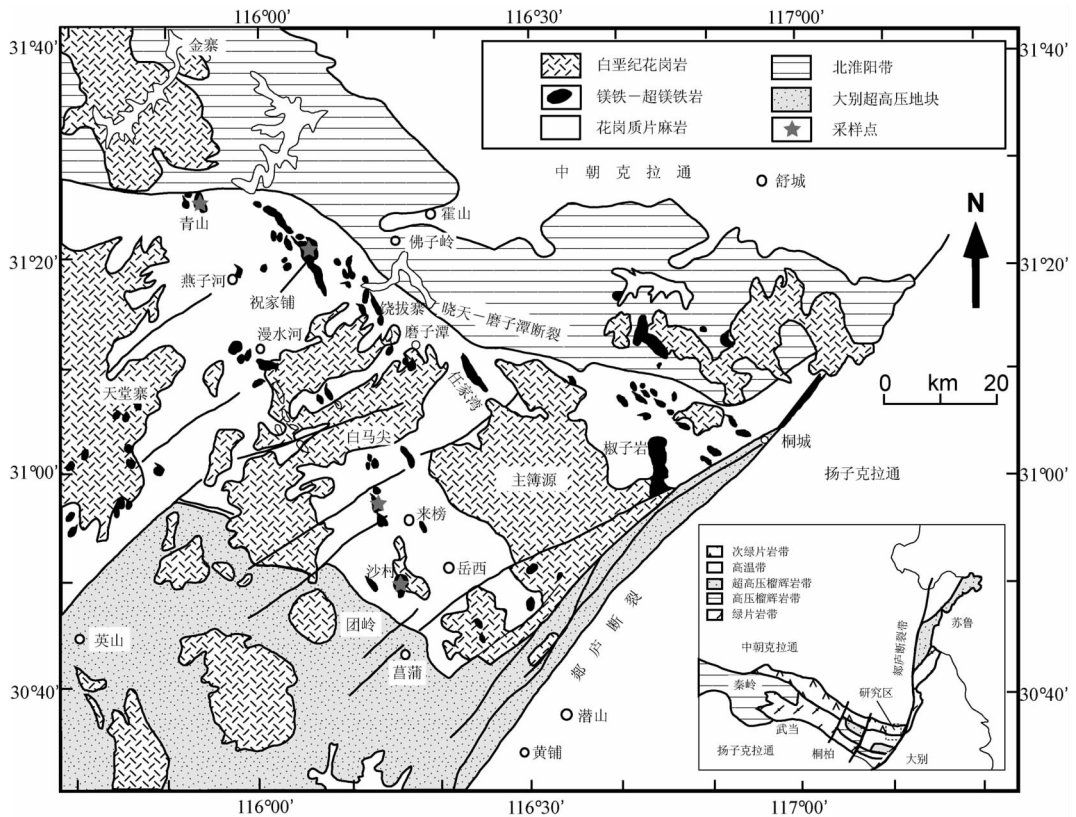 116°00’
116°30’
117°00’
31°40’
31°20’
31°00’
30°40’
31°40’
31°20’
31°00’
30°40’
116°00’
116°30’
117°00’
白垩纪花岗岩
镁铁－超镁铁岩
花岗质片麻岩
北淮阳带
大别超高压地块
采样点
金寨
中朝克拉通
舒城
霍山
佛子岭
青山
燕子河
祝家铺
绕拔寨
晓天－磨子潭断裂
漫水河
磨子潭
任家湾
天堂寨
白马尖
椒子岩
主簿源
桐城
扬子克拉通
来榜
沙村
岳西
英山
团岭
菖蒲
郯庐断裂
潜山
黄铺
N
0 km 20
次绿片岩带
高温带
超高压榴辉岩带
高压榴辉岩带
绿片岩带
苏鲁
郯庐断裂带
中朝克拉通
秦岭
研究区
武当
扬子克拉通
桐柏
大别